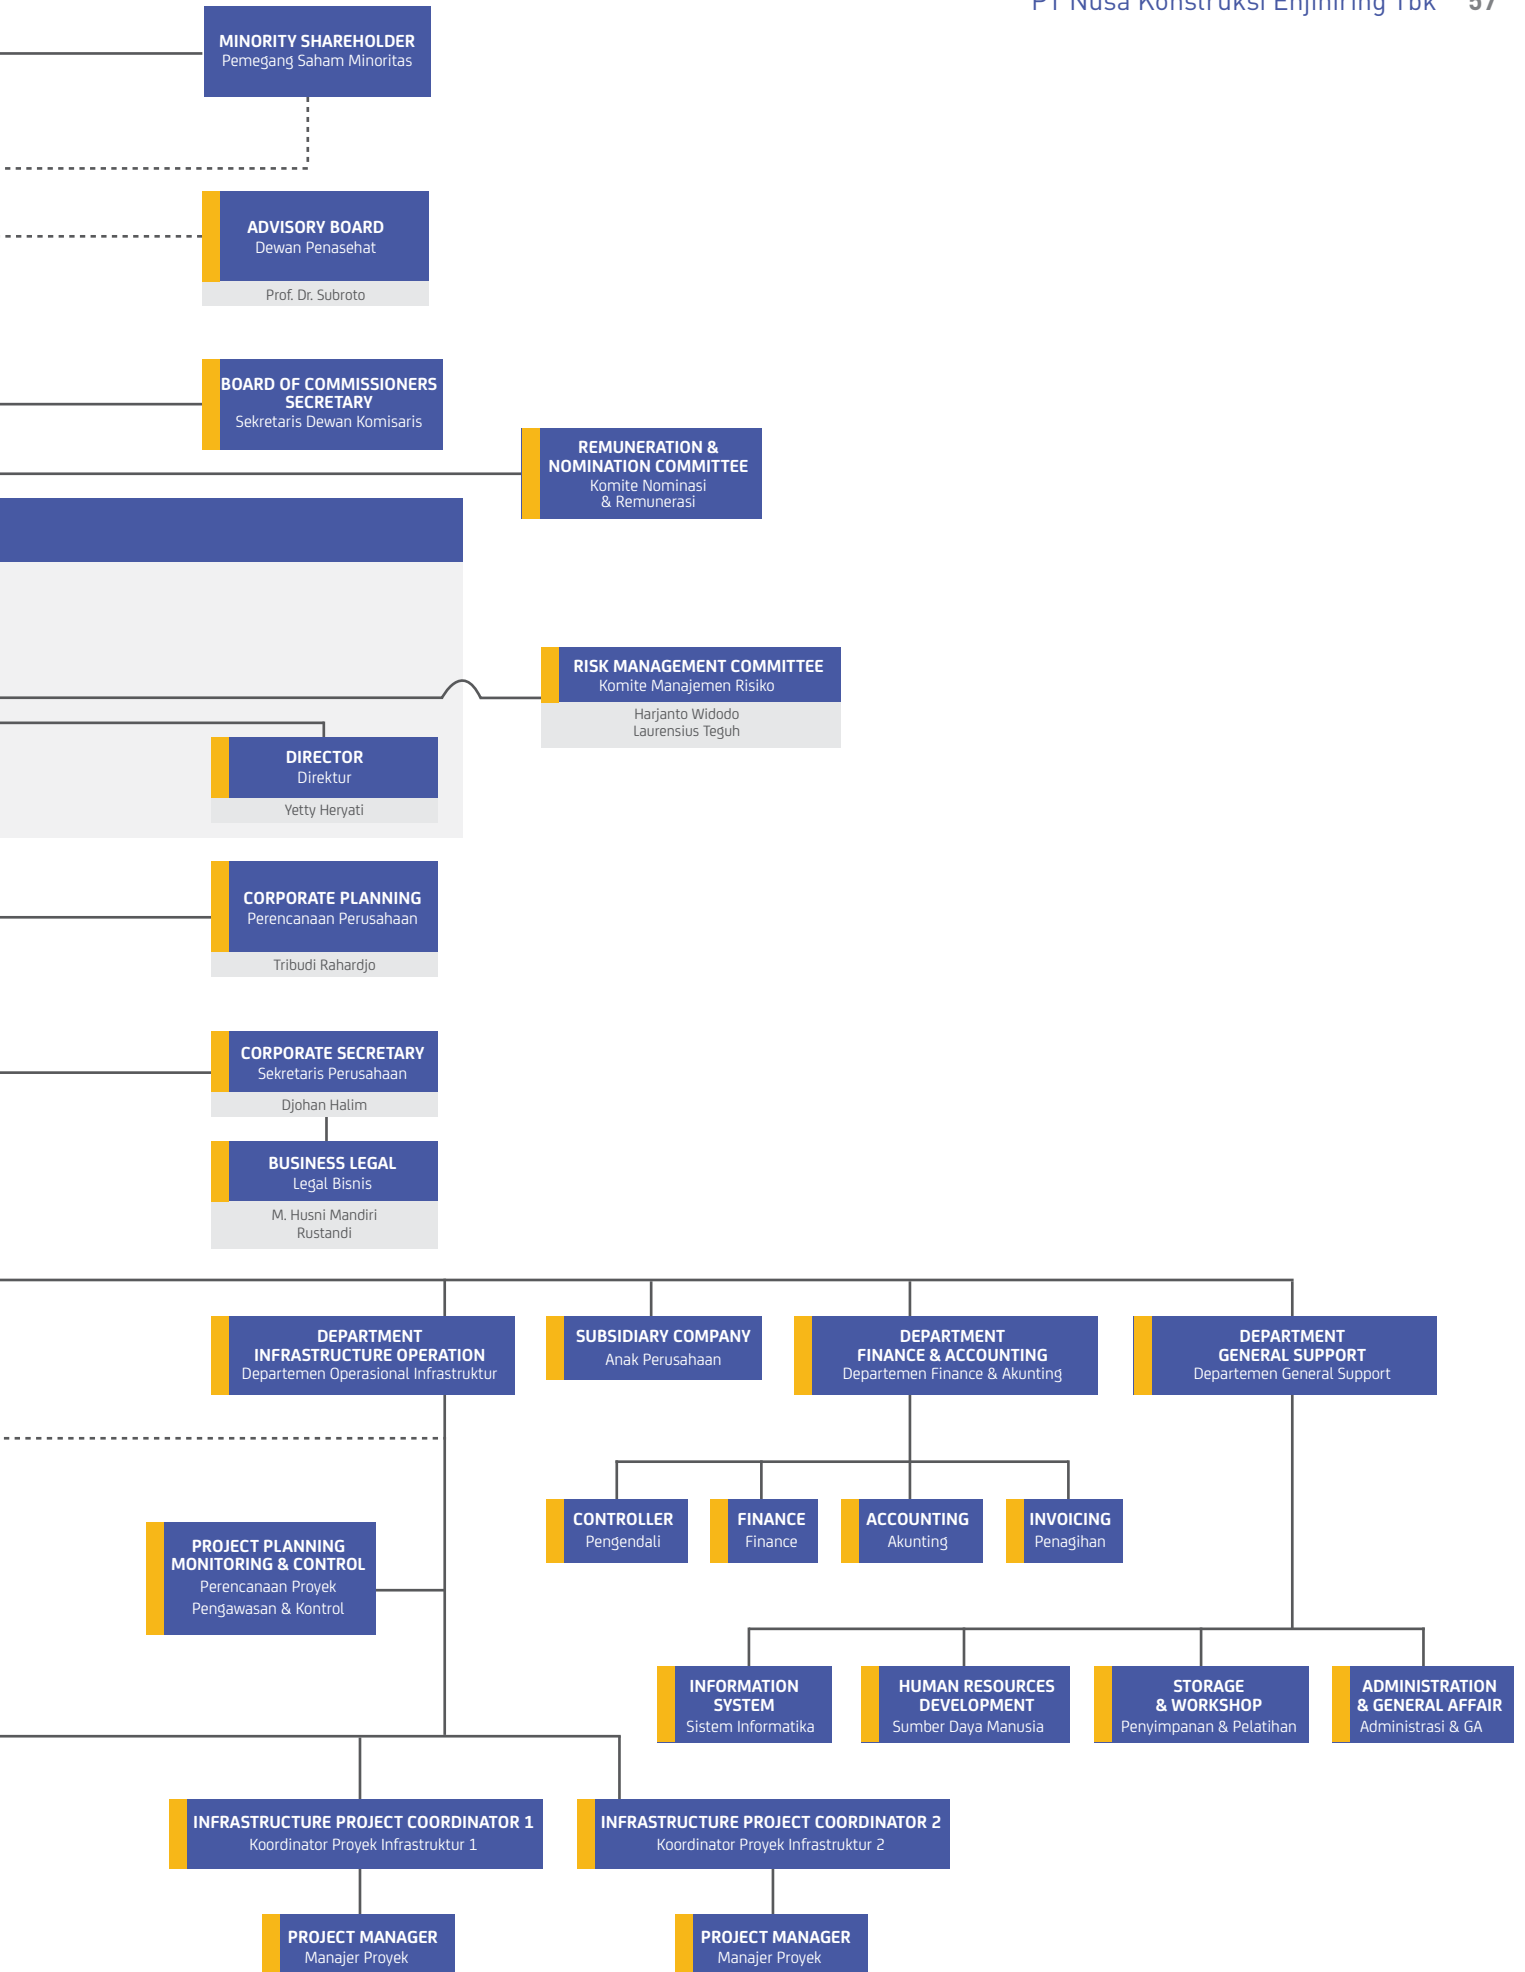 PT Nusa Konstruksi Enjiniring Tbk 57
MINORITY SHAREHOLDER
Pemegang Saham Minoritas
ADVISORY BOARD
Dewan Penasehat
Prof. Dr. Subroto
BOARD OF COMMISSIONERS
SECRETARY
Sekretaris Dewan Komisaris
REMUNERATION &
NOMINATION COMMITTEE
Komite Nominasi
& Remunerasi
RISK MANAGEMENT COMMITTEE
Komite Manajemen Risiko
Harjanto Widodo
Laurensius Teguh
DIRECTOR
Direktur
Yetty Heryati
CORPORATE PLANNING
Perencanaan Perusahaan
Tribudi Rahardjo
CORPORATE SECRETARY
Sekretaris Perusahaan
Djohan Halim
BUSINESS LEGAL
Legal Bisnis
M. Husni Mandiri
Rustandi
DEPARTMENT
INFRASTRUCTURE OPERATION
Departemen Operasional Infrastruktur
SUBSIDIARY COMPANY
Anak Perusahaan
DEPARTMENT
FINANCE & ACCOUNTING
Departemen Finance & Akunting
DEPARTMENT
GENERAL SUPPORT
Departemen General Support
CONTROLLER
Pengendali
FINANCE
Finance
ACCOUNTING
Akunting
INVOICING
Penagihan
PROJECT PLANNING
MONITORING & CONTROL
Perencanaan Proyek
Pengawasan & Kontrol
INFORMATION
SYSTEM
Sistem Informatika
HUMAN RESOURCES
DEVELOPMENT
Sumber Daya Manusia
STORAGE
& WORKSHOP
Penyimpanan & Pelatihan
ADMINISTRATION
& GENERAL AFFAIR
Administrasi & GA
INFRASTRUCTURE PROJECT COORDINATOR 1
Koordinator Proyek Infrastruktur 1
INFRASTRUCTURE PROJECT COORDINATOR 2
Koordinator Proyek Infrastruktur 2
PROJECT MANAGER
Manajer Proyek
PROJECT MANAGER
Manajer Proyek